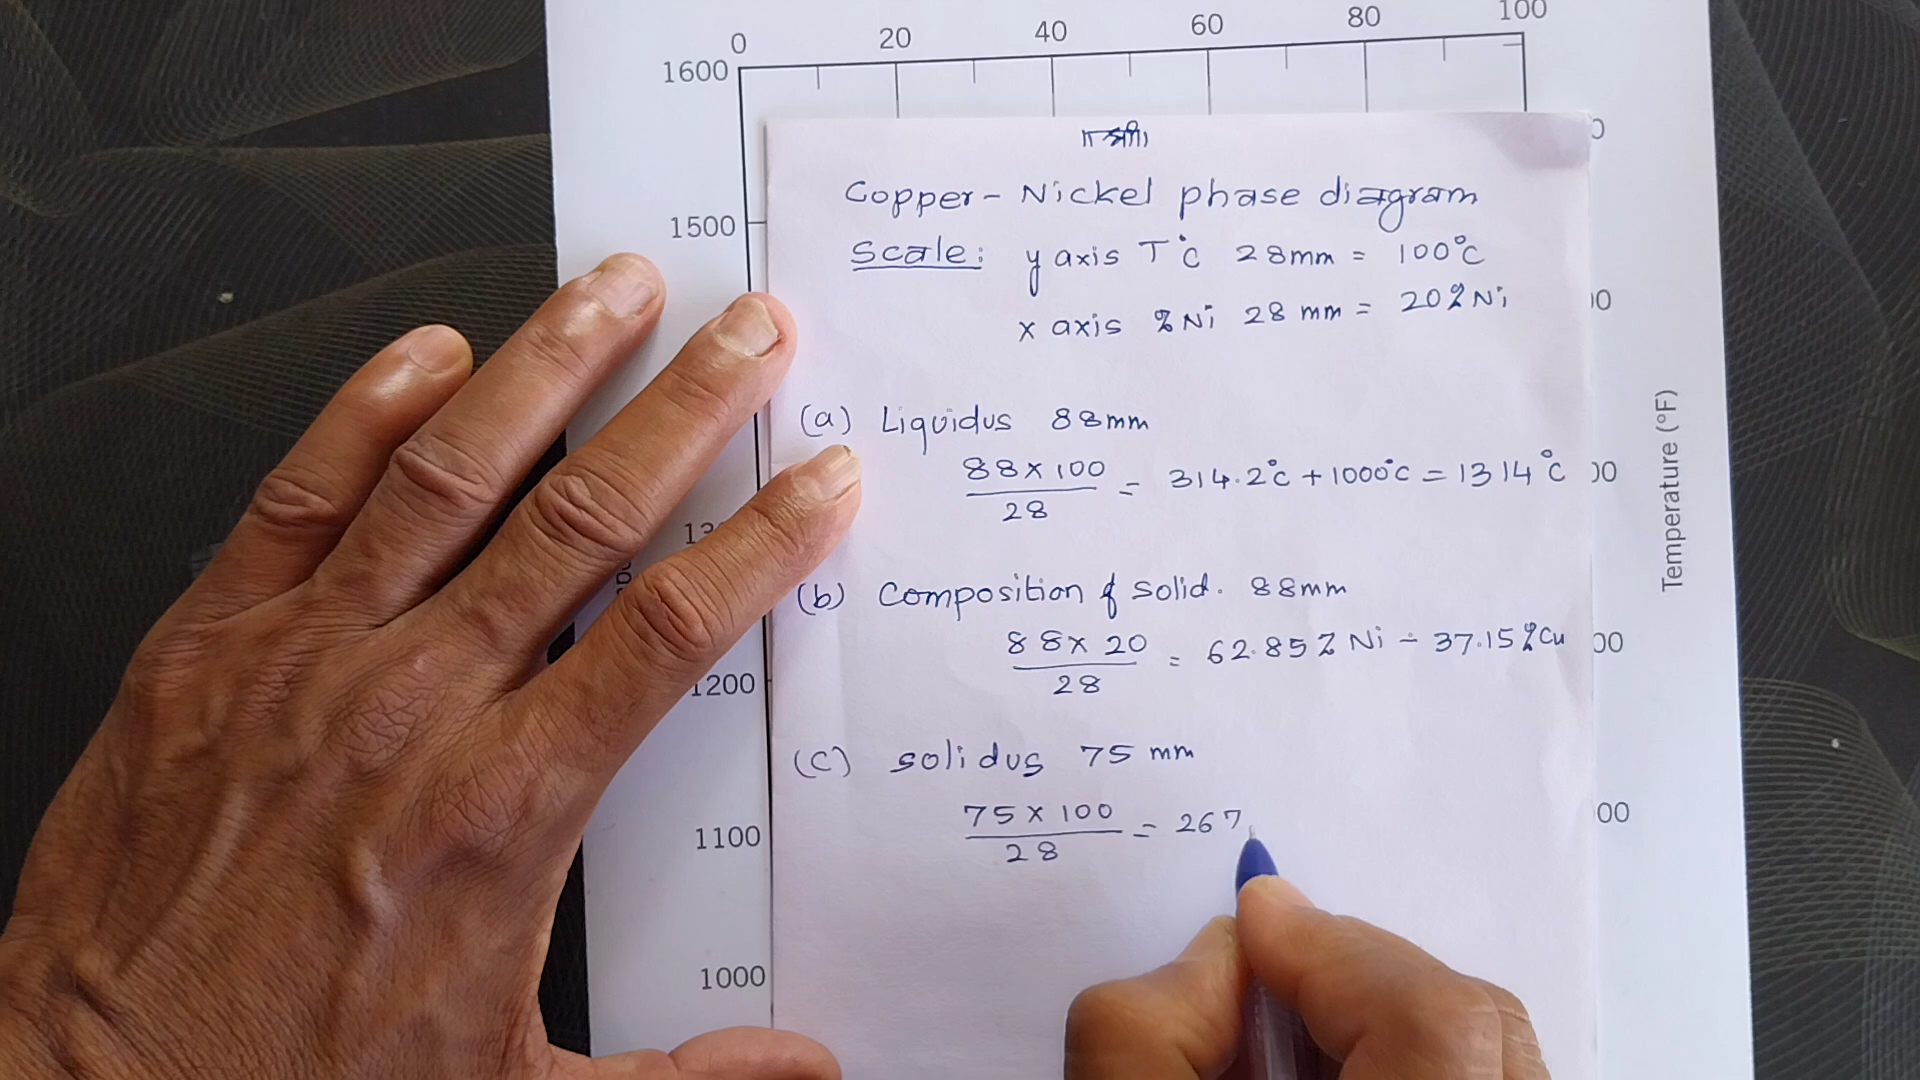 0 20 40 60 80 100
1600
॥श्री॥
Copper - Nickel phase diagram
1500
Scale: y axis T°C 28mm = 100°C
x axis % Ni 28 mm = 20% Ni
(a) Liquidus 88mm
88 x 100 / 28 = 314.2°C + 1000°C = 1314°C
Temperature (°F)
(b) Composition of solid. 88mm
88 x 20 / 28 = 62.85% Ni - 37.15% Cu
1200
(c) solidus 75 mm
75 x 100 / 28 = 267
1100
1000